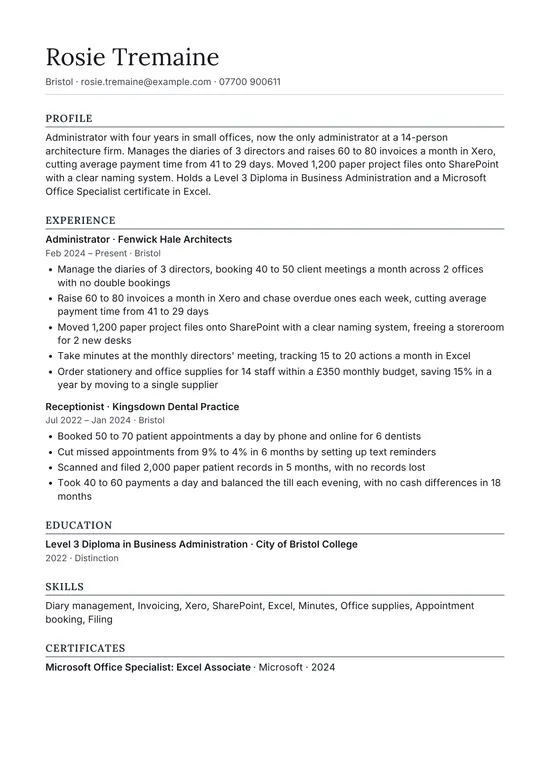 Rosie Tremaine
Bristol · rosie.tremaine@example.com · 07700 900611
PROFILE
Administrator with four years in small offices, now the only administrator at a 14-person
architecture firm. Manages the diaries of 3 directors and raises 60 to 80 invoices a month in Xero,
cutting average payment time from 41 to 29 days. Moved 1,200 paper project files onto SharePoint
with a clear naming system. Holds a Level 3 Diploma in Business Administration and a Microsoft
Office Specialist certificate in Excel.
EXPERIENCE
Administrator · Fenwick Hale Architects
Feb 2024 – Present · Bristol
• Manage the diaries of 3 directors, booking 40 to 50 client meetings a month across 2 offices
with no double bookings
• Raise 60 to 80 invoices a month in Xero and chase overdue ones each week, cutting average
payment time from 41 to 29 days
• Moved 1,200 paper project files onto SharePoint with a clear naming system, freeing a storeroom
for 2 new desks
• Take minutes at the monthly directors' meeting, tracking 15 to 20 actions a month in Excel
• Order stationery and office supplies for 14 staff within a £350 monthly budget, saving 15% in a
year by moving to a single supplier
Receptionist · Kingsdown Dental Practice
Jul 2022 – Jan 2024 · Bristol
• Booked 50 to 70 patient appointments a day by phone and online for 6 dentists
• Cut missed appointments from 9% to 4% in 6 months by setting up text reminders
• Scanned and filed 2,000 paper patient records in 5 months, with no records lost
• Took 40 to 60 payments a day and balanced the till each evening, with no cash differences in 18
months
EDUCATION
Level 3 Diploma in Business Administration · City of Bristol College
2022 · Distinction
SKILLS
Diary management, Invoicing, Xero, SharePoint, Excel, Minutes, Office supplies, Appointment
booking, Filing
CERTIFICATES
Microsoft Office Specialist: Excel Associate · Microsoft · 2024